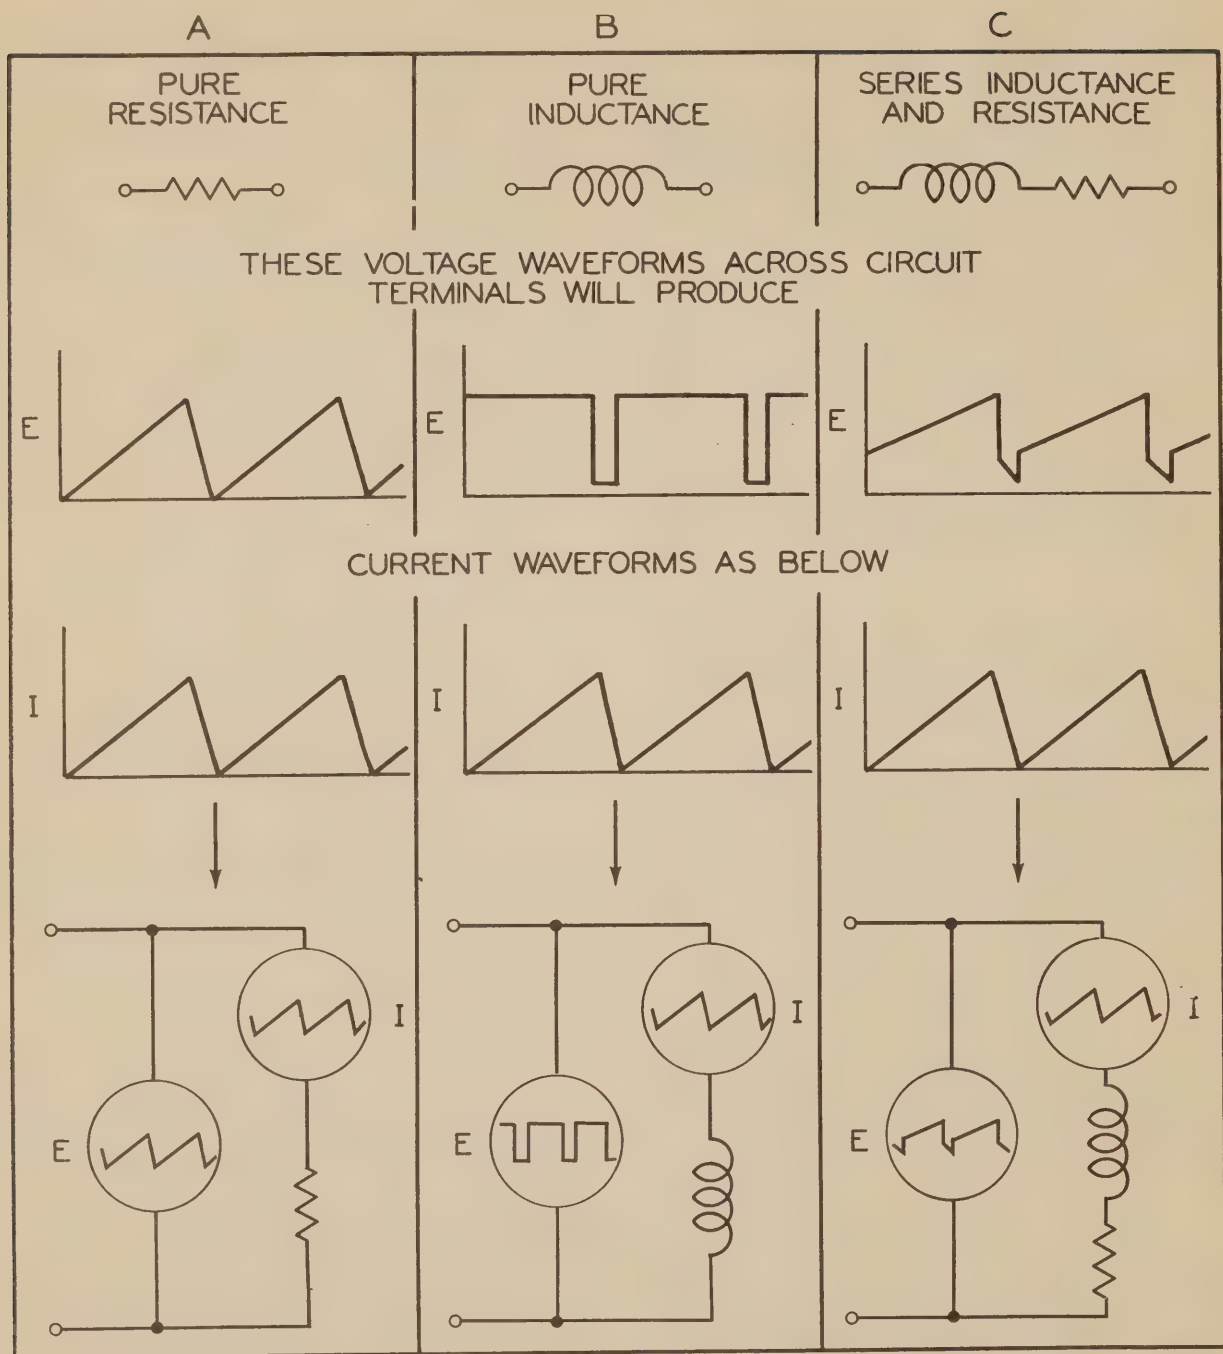 A B C
PURE RESISTANCE
PURE INDUCTANCE
SERIES INDUCTANCE AND RESISTANCE
THESE VOLTAGE WAVEFORMS ACROSS CIRCUIT
TERMINALS WILL PRODUCE
E E E
CURRENT WAVEFORMS AS BELOW
I I I
I I I
E E E